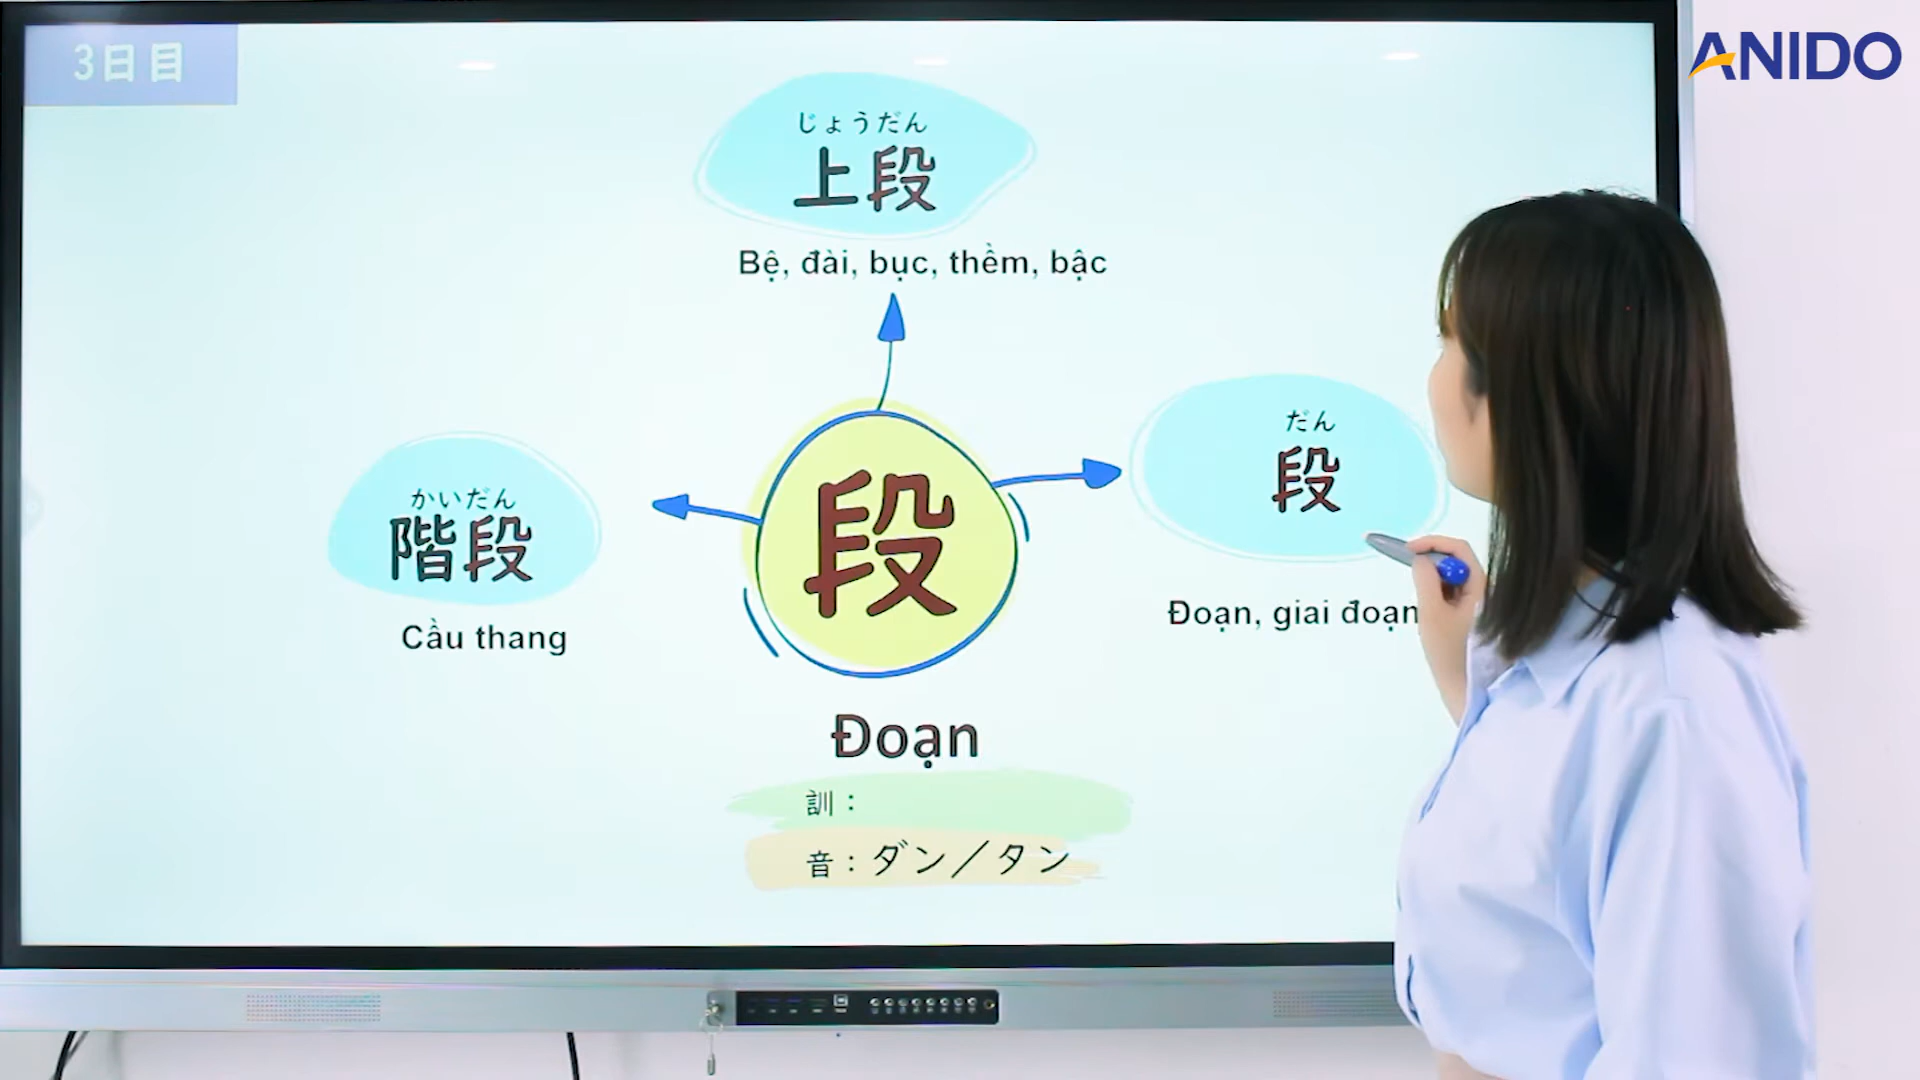 3日目
ANIDO
じょうだん
上段
Bệ, đài, bục, thềm, bậc
だん
段
Đoạn, giai đoạn
かいだん
階段
Cầu thang
段
Đoạn
訓：
音：ダン／タン